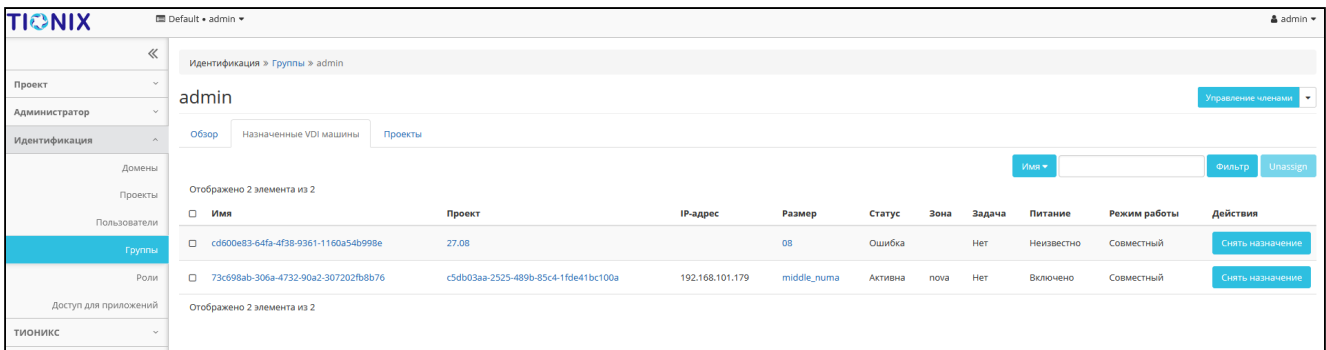 TIONIX Default • admin admin
Идентификация » Группы » admin
Проект
admin Управление членами
Администратор
Обзор Назначенные VDI машины Проекты
Идентификация
Домены Имя Фильтр Unassign
Проекты Отображено 2 элемента из 2
Пользователи Имя Проект IP-адрес Размер Статус Зона Задача Питание Режим работы Действия
Группы cd600e83-64fa-4f38-9361-1160a54b998e 27.08 08 Ошибка Нет Неизвестно Совместный Снять назначение
Роли 73c698ab-306a-4732-90a2-307202fb8b76 c5db03aa-2525-489b-85c4-1fde41bc100a 192.168.101.179 middle_numa Активна nova Нет Включено Совместный Снять назначение
Доступ для приложений Отображено 2 элемента из 2
ТИОНИКС